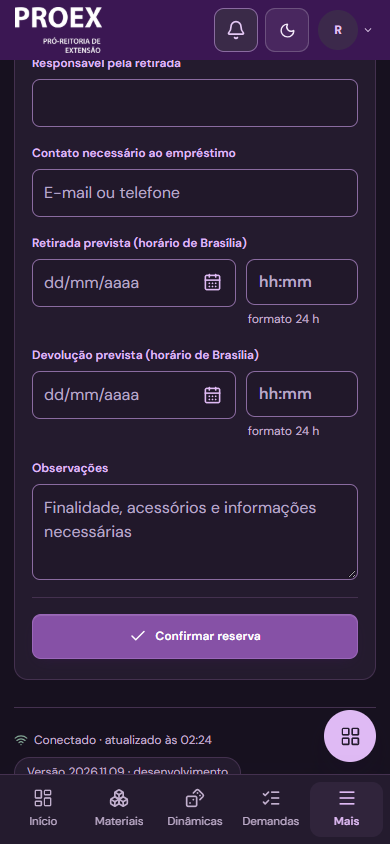 PROEX
PRÓ-REITORIA DE
EXTENSÃO
R
Responsável pela retirada
Contato necessário ao empréstimo
E-mail ou telefone
Retirada prevista (horário de Brasília)
dd/mm/aaaa
hh:mm
formato 24 h
Devolução prevista (horário de Brasília)
dd/mm/aaaa
hh:mm
formato 24 h
Observações
Finalidade, acessórios e informações
necessárias
Confirmar reserva
Conectado · atualizado às 02:24
Versão 2026.11.09 · desenvolvimento
Início
Materiais
Dinâmicas
Demandas
Mais